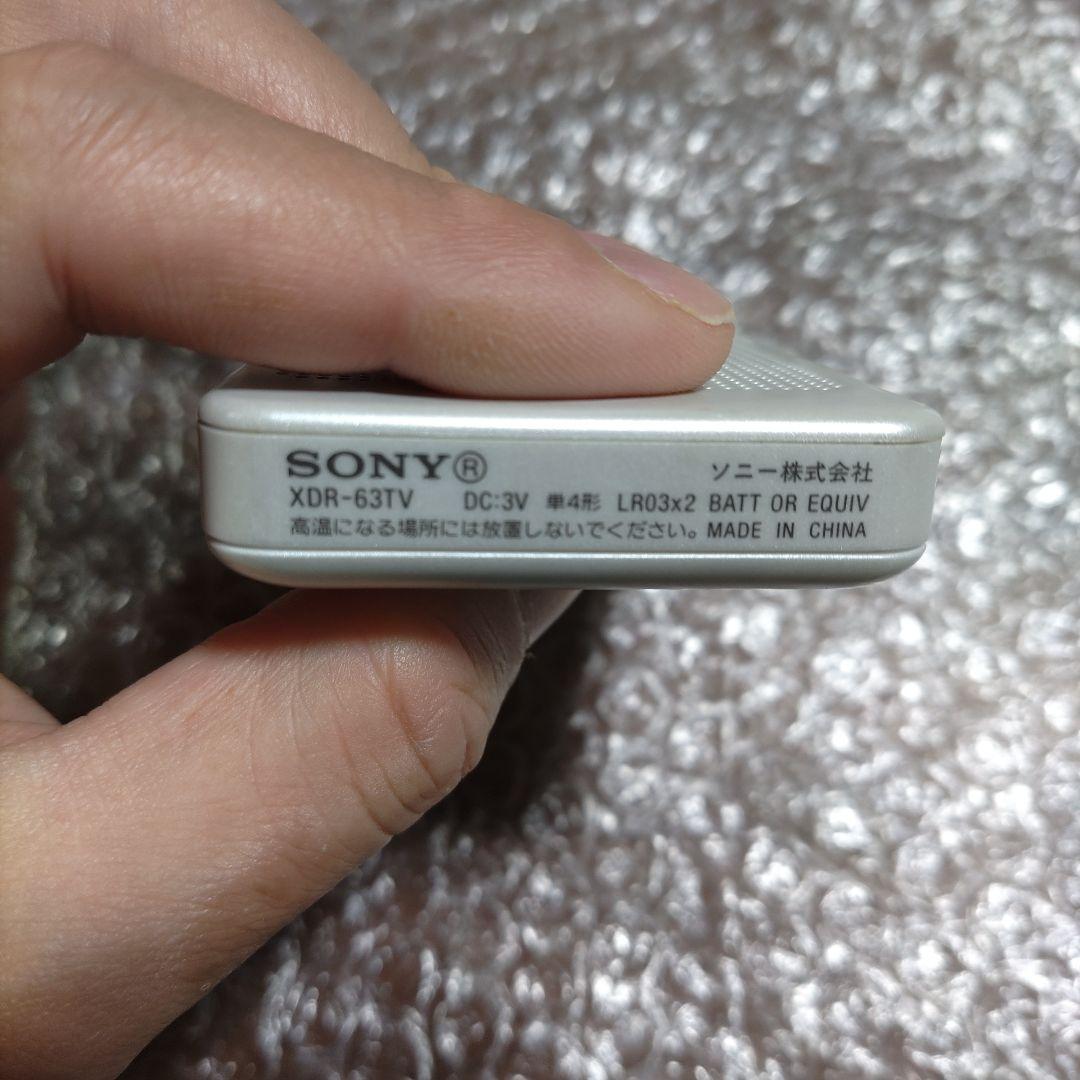 SONY® ソニー株式会社
XDR-63TV DC:3V 単4形 LR03x2 BATT OR EQUIV
高温になる場所には放置しないでください。 MADE IN CHINA